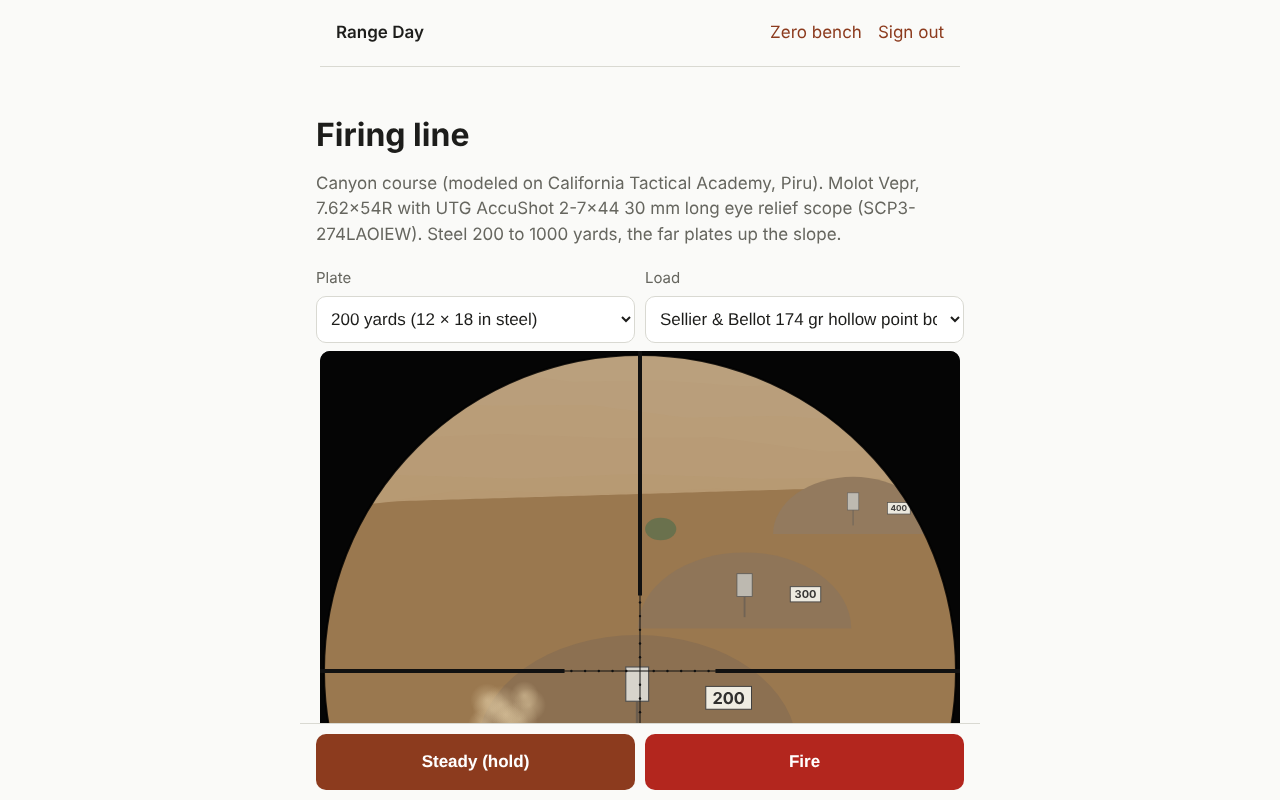 Range Day
Zero bench Sign out
Firing line
Canyon course (modeled on California Tactical Academy, Piru). Molot Vepr,
7.62×54R with UTG AccuShot 2-7×44 30 mm long eye relief scope (SCP3-
274LAOIEW). Steel 200 to 1000 yards, the far plates up the slope.
Plate Load
200 yards (12 × 18 in steel) Sellier & Bellot 174 gr hollow point
400
300
200
Steady (hold) Fire